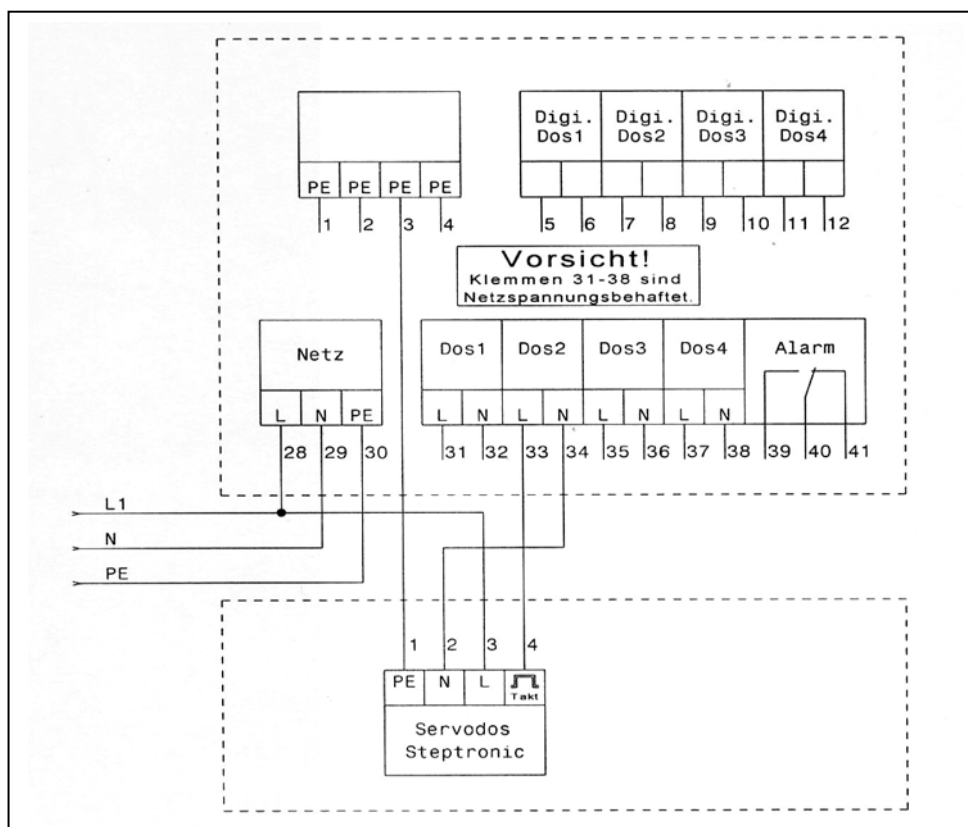 Digi. Digi. Digi. Digi.
Dos1 Dos2 Dos3 Dos4
PE PE PE PE
1 2 3 4 5 6 7 8 9 10 11 12
Vorsicht!
Klemmen 31-38 sind
Netzspannungsbehaftet.
Netz Dos1 Dos2 Dos3 Dos4 Alarm
L N PE L N L N L N L N
28 29 30 31 32 33 34 35 36 37 38 39 40 41
L1
N
PE
1 2 3 4
PE N L Takt
Servodos
Steptronic